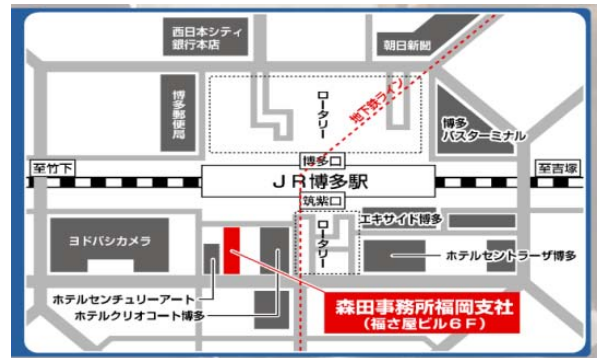 西日本シティ
銀行本店
朝日新聞
博多郵便局
ロータリー
地下鉄ライン
博多
バスターミナル
至竹下
博多口
JR博多駅
至吉塚
筑紫口
ロータリー
エキサイド博多
ヨドバシカメラ
ホテルセントラーザ博多
ホテルセンチュリーアート
ホテルクリオコート博多
森田事務所福岡支社
(福さ屋ビル6F)